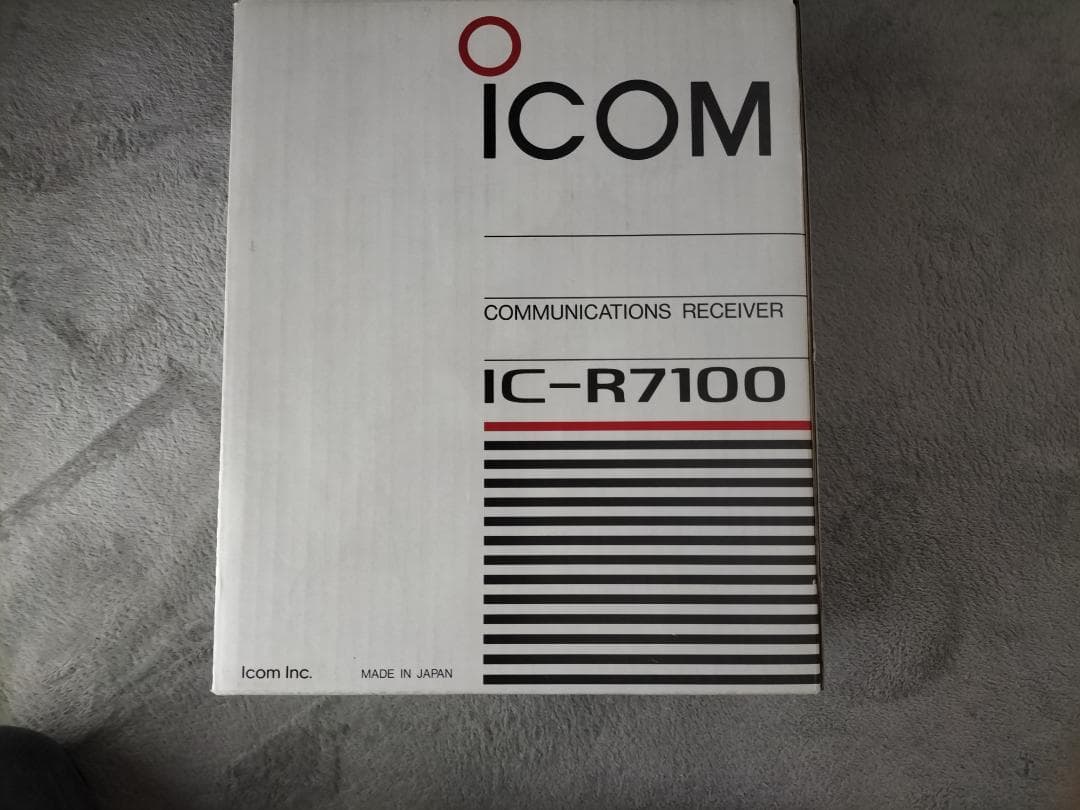 ICOM
COMMUNICATIONS RECEIVER
IC-R7100
Icom Inc. MADE IN JAPAN